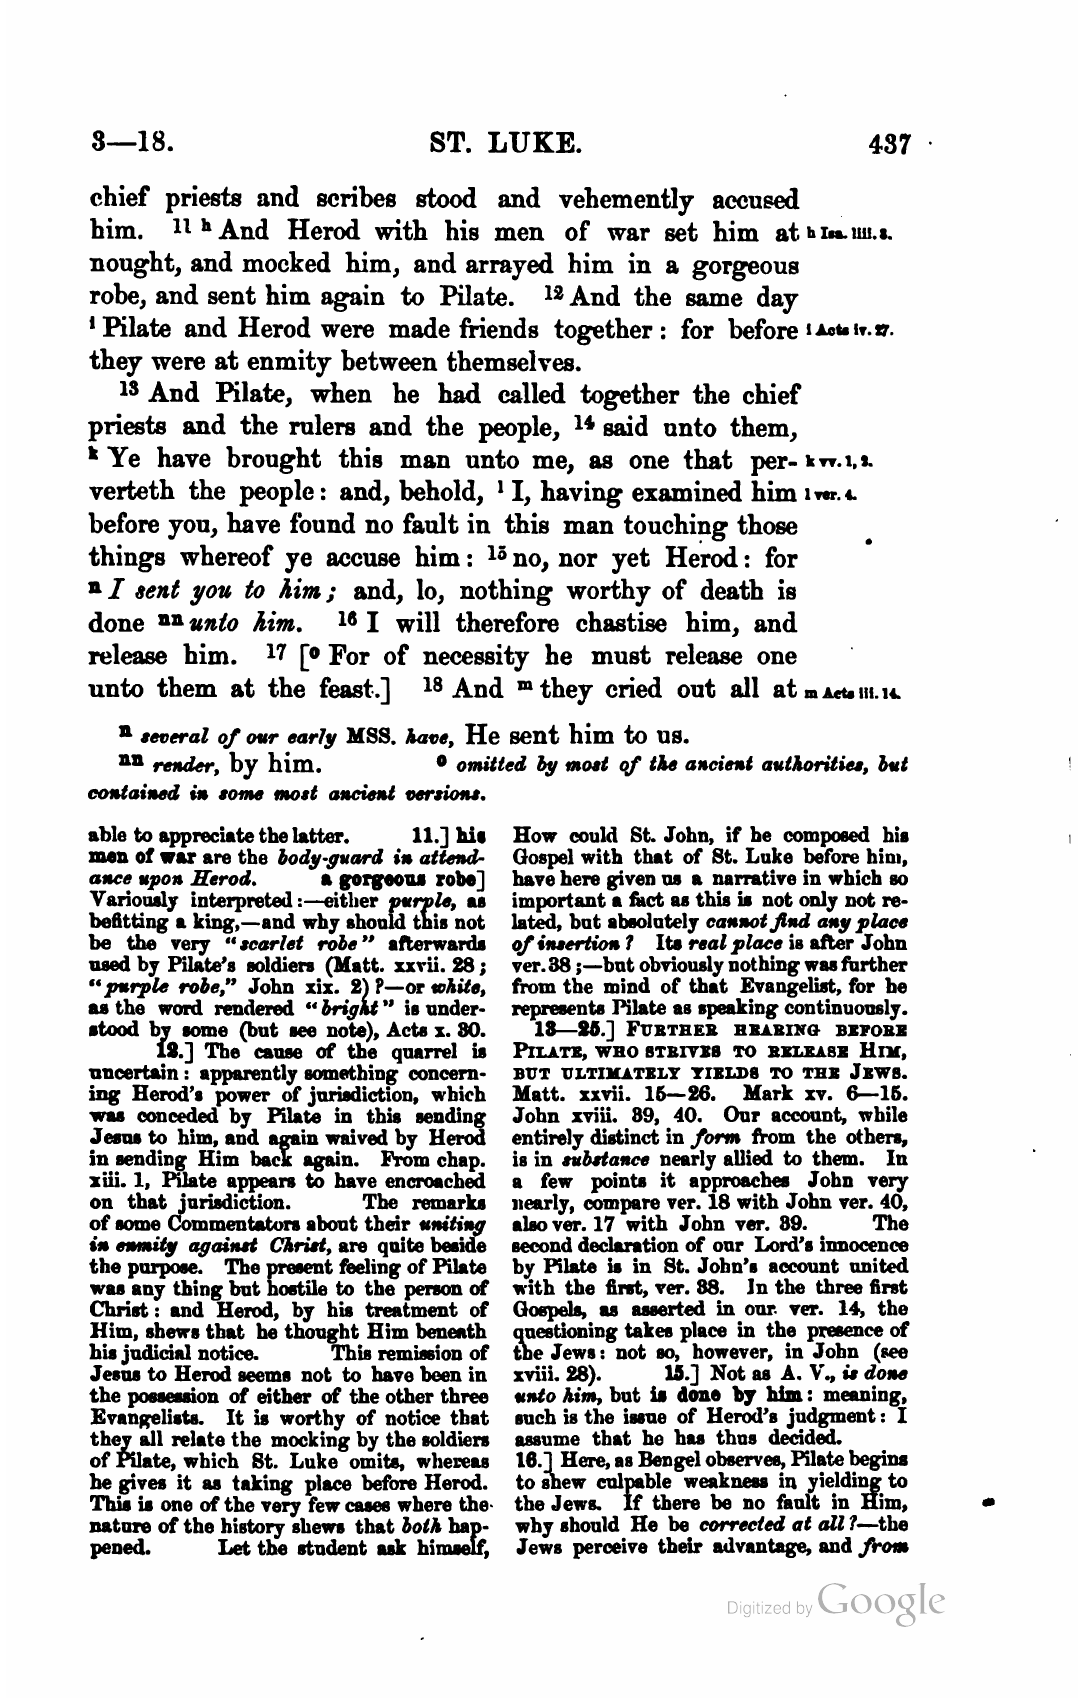 3—18. ST. LUKE. 437
chief priests and scribes stood and vehemently accused
him. 11 h And Herod with his men of war set him at h Isa. liii. 3.
nought, and mocked him, and arrayed him in a gorgeous
robe, and sent him again to Pilate. 12 And the same day
i Pilate and Herod were made friends together : for before i Acts iv. 27.
they were at enmity between themselves.
13 And Pilate, when he had called together the chief
priests and the rulers and the people, 14 said unto them,
k Ye have brought this man unto me, as one that per- k vv. 1, 2.
verteth the people : and, behold, l I, having examined him l ver. 4.
before you, have found no fault in this man touching those
things whereof ye accuse him : 15 no, nor yet Herod : for
n I sent you to him ; and, lo, nothing worthy of death is
done nn unto him. 16 I will therefore chastise him, and
release him. 17 [o For of necessity he must release one
unto them at the feast.] 18 And m they cried out all at m Acts iii. 14.
n several of our early MSS. have, He sent him to us.
nn render, by him. o omitted by most of the ancient authorities, but
contained in some most ancient versions.
able to appreciate the latter. 11.] his
men of war are the body-guard in attend-
ance upon Herod. a gorgeous robe]
Variously interpreted :—either purple, as
befitting a king,—and why should this not
be the very “scarlet robe” afterwards
used by Pilate's soldiers (Matt. xxvii. 28 ;
“purple robe,” John xix. 2) ?—or white,
as the word rendered “bright” is under-
stood by some (but see note), Acts x. 30.
12.] The cause of the quarrel is
uncertain : apparently something concern-
ing Herod's power of jurisdiction, which
was conceded by Pilate in this sending
Jesus to him, and again waived by Herod
in sending Him back again. From chap.
xiii. 1, Pilate appears to have encroached
on that jurisdiction. The remarks
of some Commentators about their uniting
in enmity against Christ, are quite beside
the purpose. The present feeling of Pilate
was any thing but hostile to the person of
Christ : and Herod, by his treatment of
Him, shews that he thought Him beneath
his judicial notice. This remission of
Jesus to Herod seems not to have been in
the possession of either of the other three
Evangelists. It is worthy of notice that
they all relate the mocking by the soldiers
of Pilate, which St. Luke omits, whereas
he gives it as taking place before Herod.
This is one of the very few cases where the
nature of the history shews that both hap-
pened. Let the student ask himself,
How could St. John, if he composed his
Gospel with that of St. Luke before him,
have here given us a narrative in which so
important a fact as this is not only not re-
lated, but absolutely cannot find any place
of insertion ? Its real place is after John
ver. 38 ;—but obviously nothing was further
from the mind of that Evangelist, for he
represents Pilate as speaking continuously.
13—25.] FURTHER HEARING BEFORE
PILATE, WHO STRIVES TO RELEASE HIM,
BUT ULTIMATELY YIELDS TO THE JEWS.
Matt. xxvii. 15—26. Mark xv. 6—15.
John xviii. 39, 40. Our account, while
entirely distinct in form from the others,
is in substance nearly allied to them. In
a few points it approaches John very
nearly, compare ver. 18 with John ver. 40,
also ver. 17 with John ver. 39. The
second declaration of our Lord's innocence
by Pilate is in St. John's account united
with the first, ver. 38. In the three first
Gospels, as asserted in our ver. 14, the
questioning takes place in the presence of
the Jews : not so, however, in John (see
xviii. 28). 15.] Not as A. V., is done
unto him, but is done by him : meaning,
such is the issue of Herod's judgment : I
assume that he has thus decided.
16.] Here, as Bengel observes, Pilate begins
to shew culpable weakness in yielding to
the Jews. If there be no fault in Him,
why should He be corrected at all ?—the
Jews perceive their advantage, and from
Digitized by Google